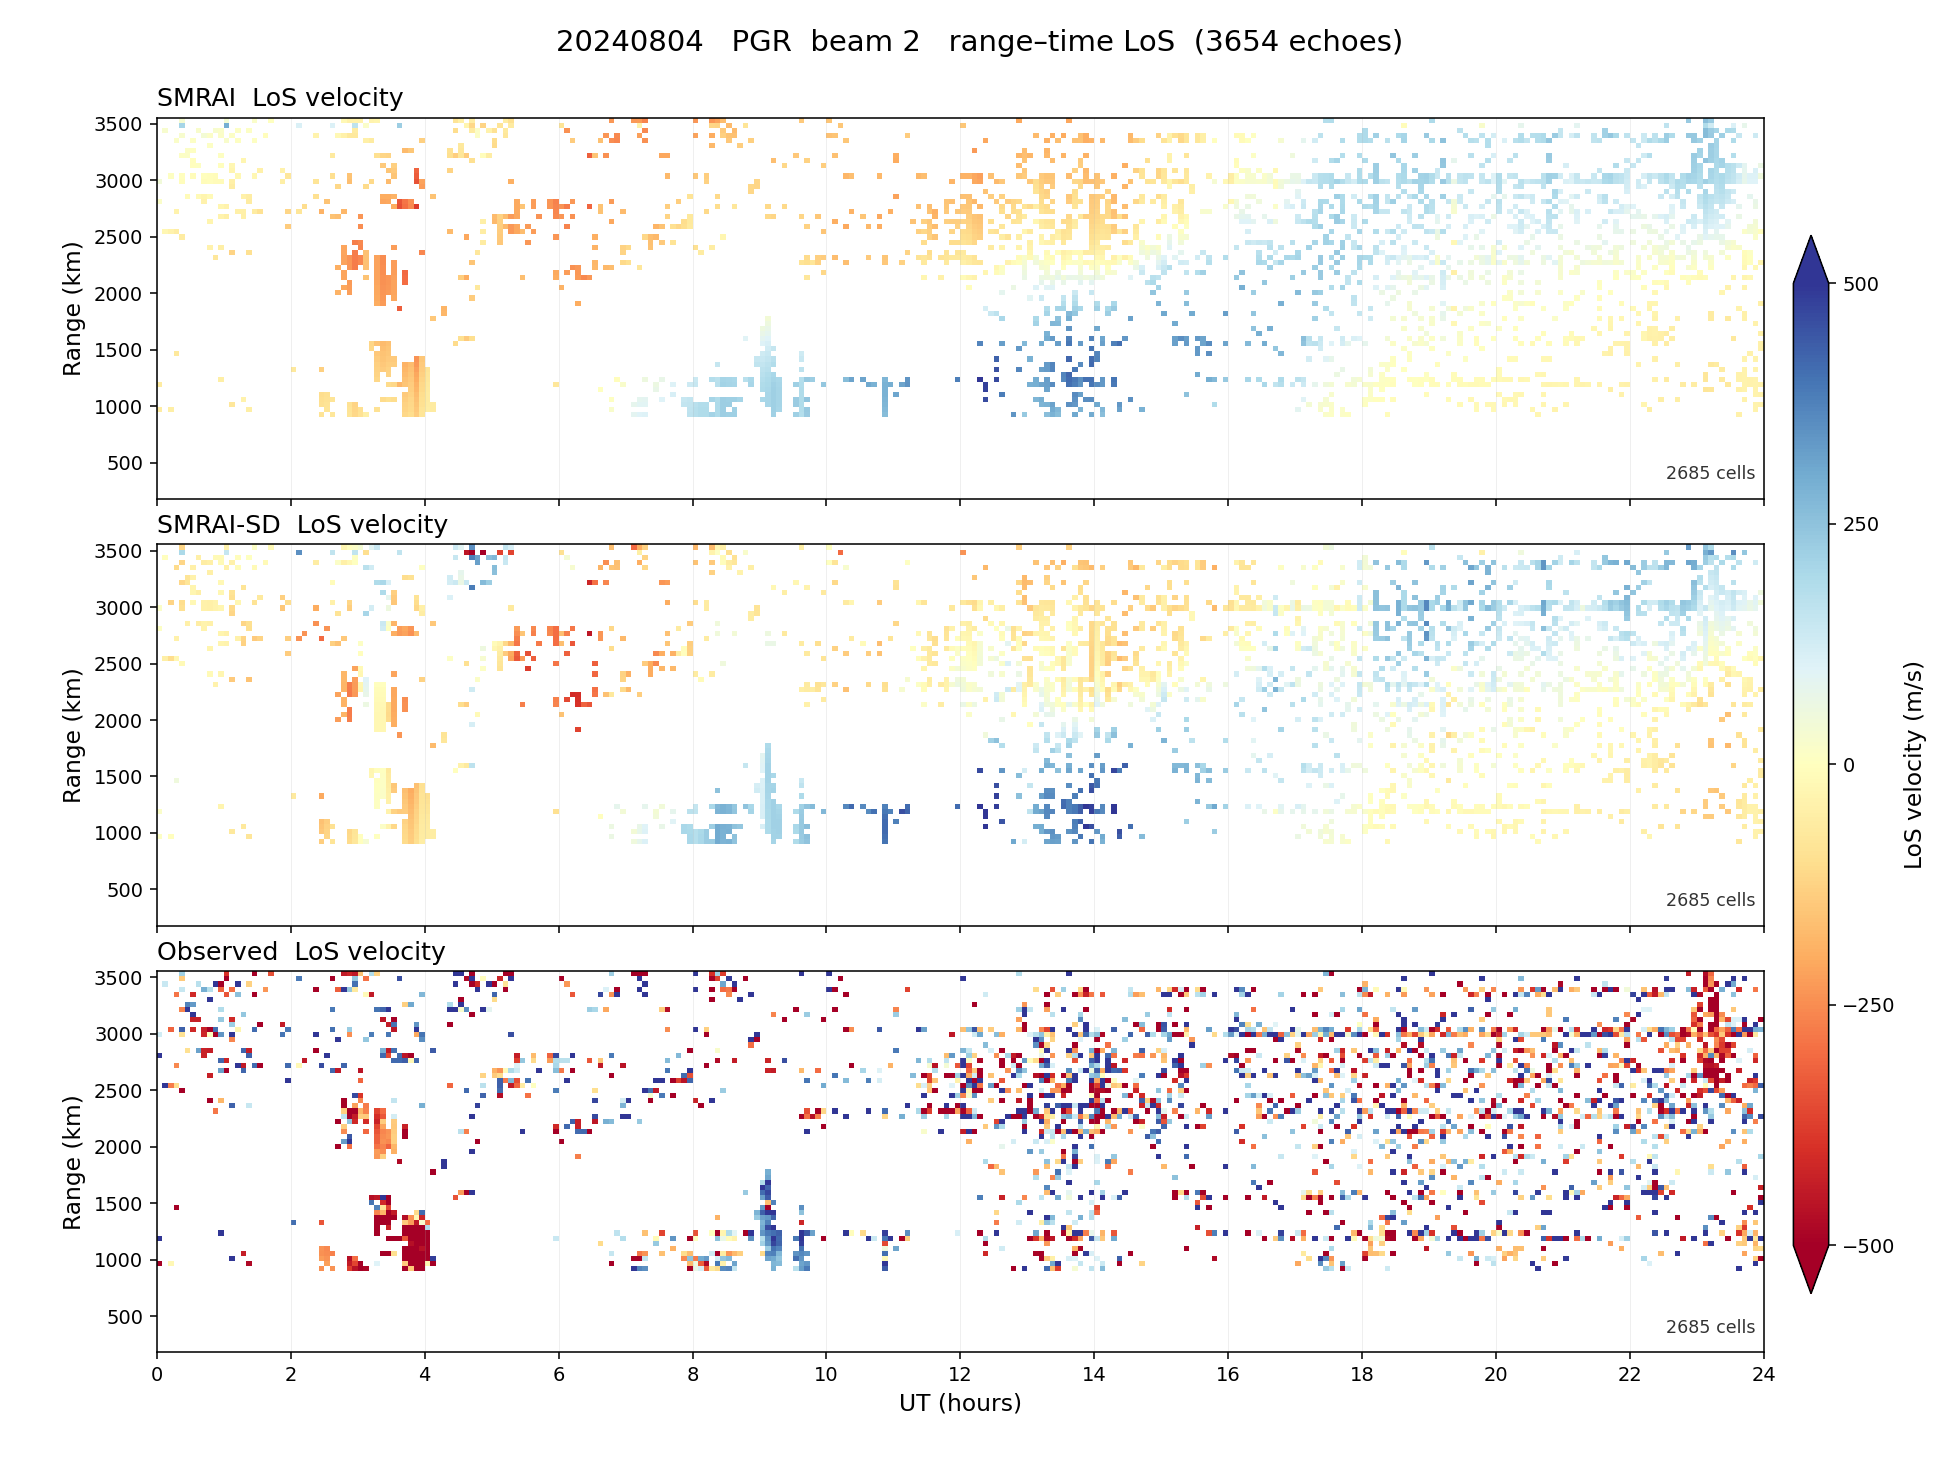 20240804   PGR  beam 2   range–time LoS  (3654 echoes)
SMRAI  LoS velocity
3500
3000
2500
2000
1500
1000
500
Range (km)
2685 cells
SMRAI-SD  LoS velocity
3500
3000
2500
2000
1500
1000
500
Range (km)
2685 cells
Observed  LoS velocity
3500
3000
2500
2000
1500
1000
500
Range (km)
2685 cells
0 2 4 6 8 10 12 14 16 18 20 22 24
UT (hours)
500
250
0
−250
−500
LoS velocity (m/s)